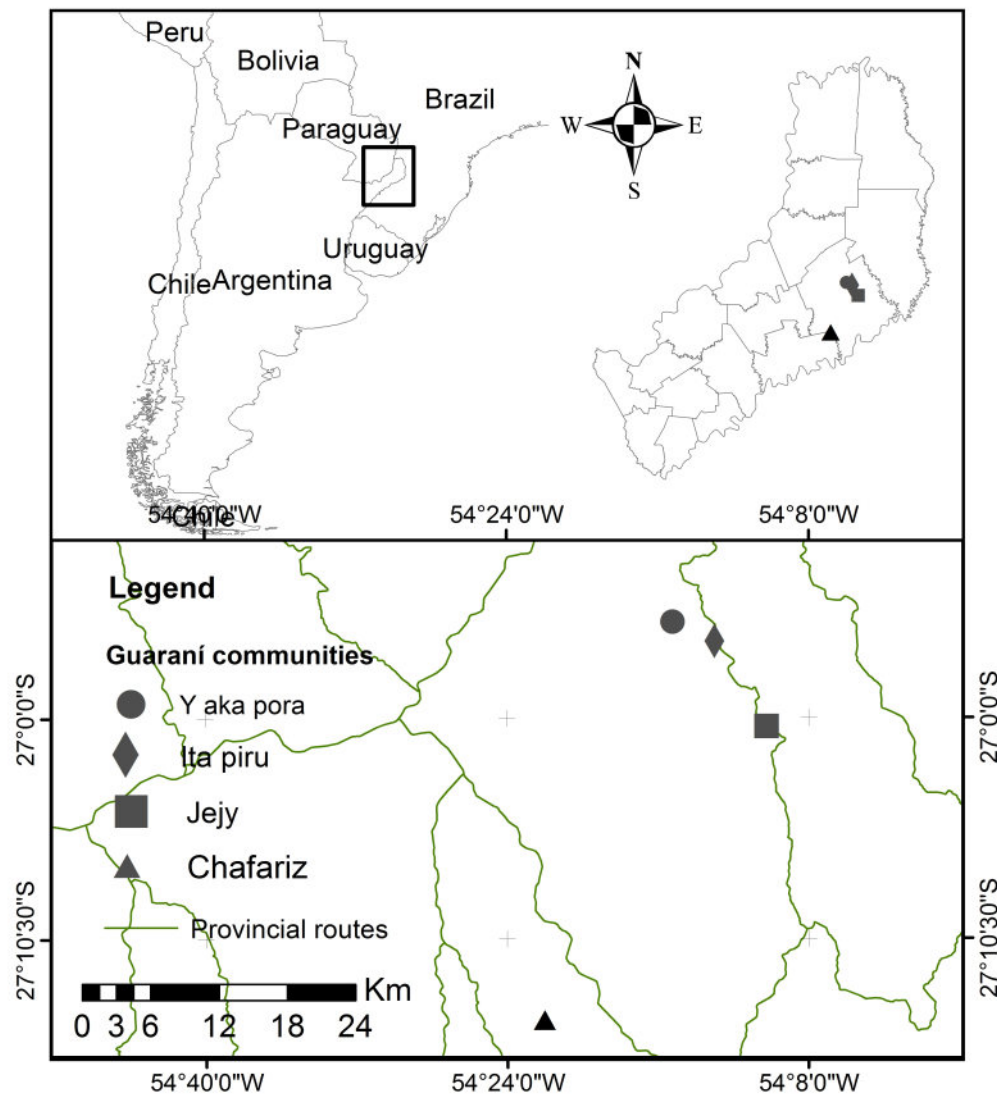 Peru
Bolivia
Brazil
Paraguay
Uruguay
Chile
Argentina
Chile
N
W
E
S
54°40'0"W
54°24'0"W
54°8'0"W
Legend
Guaraní communities
Y aka pora
Ita piru
Jejy
Chafariz
Provincial routes
Km
0 3 6 12 18 24
27°0'0"S
27°10'30"S
27°0'0"S
27°10'30"S
54°40'0"W
54°24'0"W
54°8'0"W